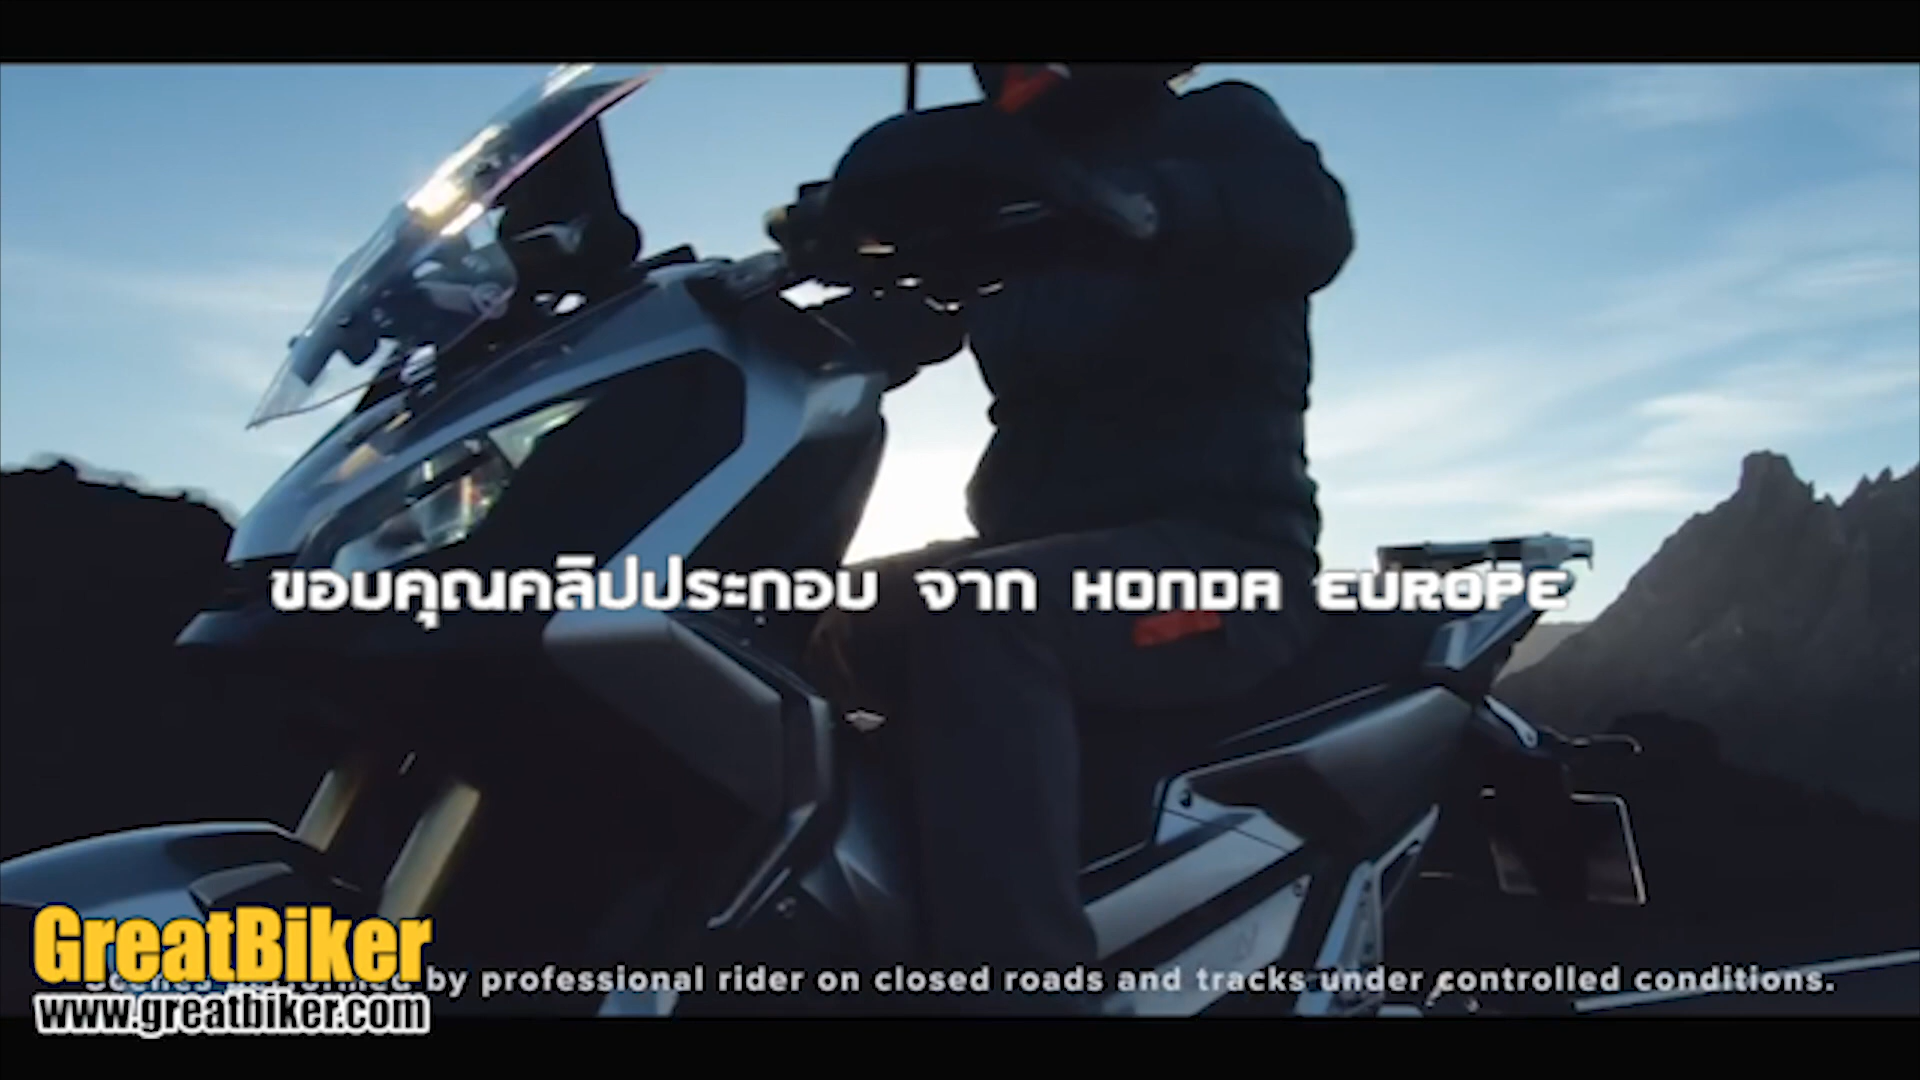 ขอบคุณคลิปประกอบ จาก HONDA EUROPE
GreatBiker
by professional rider on closed roads and tracks under controlled conditions.
www.greatbiker.com